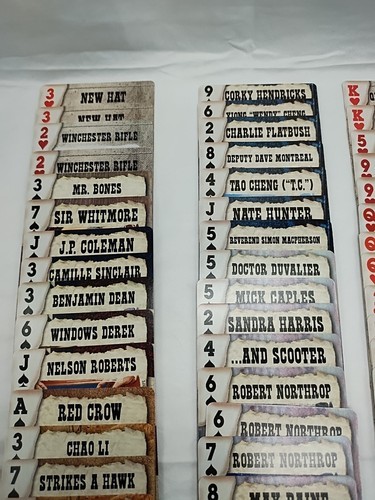 3 NEW HAT
3 NEW HAT
2 WINCHESTER RIFLE
2 WINCHESTER RIFLE
3 MR. BONES
7 SIR WHITMORE
J J.P. COLEMAN
3 CAMILLE SINCLAIR
3 BENJAMIN DEAN
6 WINDOWS DEREK
J NELSON ROBERTS
A RED CROW
3 CHAO LI
7 STRIKES A HAWK
9 CORKY HENDRICKS
6 XIONG "WENDY" CHENG
2 CHARLIE FLATBUSH
8 DEPUTY DAVE MONTREAL
4 TAO CHENG ("T.C.")
J NATE HUNTER
5 REVEREND SIMON MACPHERSON
5 DOCTOR DUVALIER
5 MICK CAPLES
2 SANDRA HARRIS
4 ...AND SCOOTER
6 ROBERT NORTHROP
6 ROBERT NORTHROP
7 ROBERT NORTHROP
8
K
K
5
9
9
Q
Q